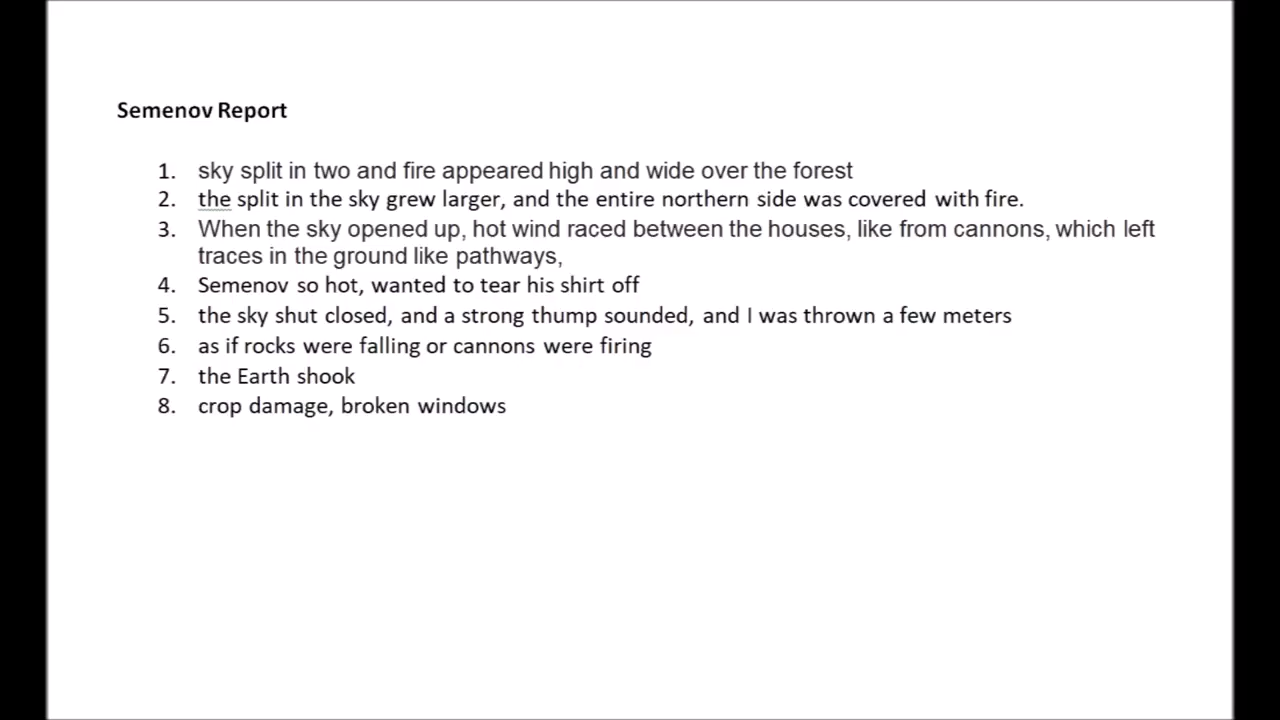 Semenov Report
1. sky split in two and fire appeared high and wide over the forest
2. the split in the sky grew larger, and the entire northern side was covered with fire.
3. When the sky opened up, hot wind raced between the houses, like from cannons, which left
traces in the ground like pathways,
4. Semenov so hot, wanted to tear his shirt off
5. the sky shut closed, and a strong thump sounded, and I was thrown a few meters
6. as if rocks were falling or cannons were firing
7. the Earth shook
8. crop damage, broken windows